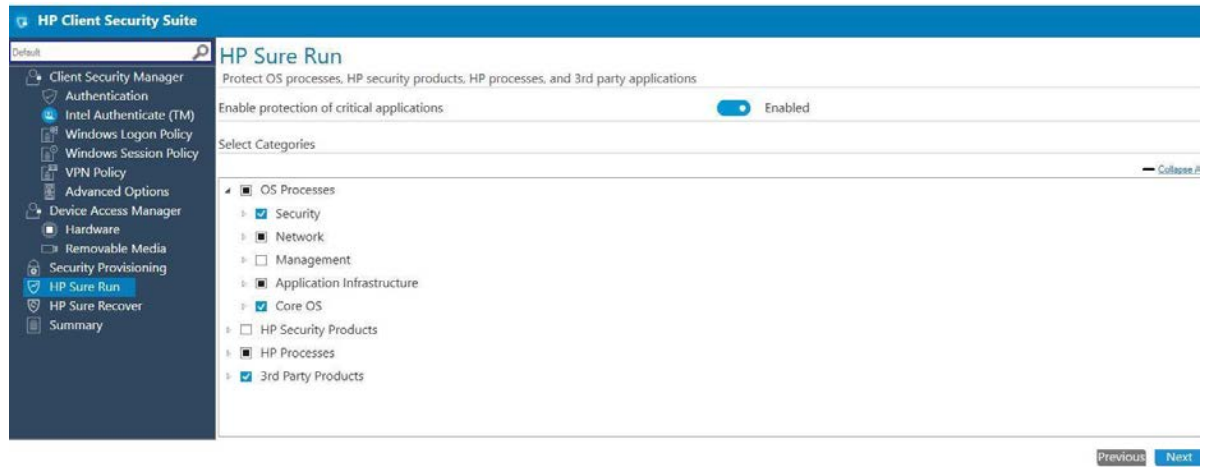 HP Client Security Suite
Default
Client Security Manager
Authentication
Intel Authenticate (TM)
Windows Logon Policy
Windows Session Policy
VPN Policy
Advanced Options
Device Access Manager
Hardware
Removable Media
Security Provisioning
HP Sure Run
HP Sure Recover
Summary
HP Sure Run
Protect OS processes, HP security products, HP processes, and 3rd party applications
Enable protection of critical applications
Enabled
Select Categories
Collapse A
OS Processes
Security
Network
Management
Application Infrastructure
Core OS
HP Security Products
HP Processes
3rd Party Products
Previous
Next